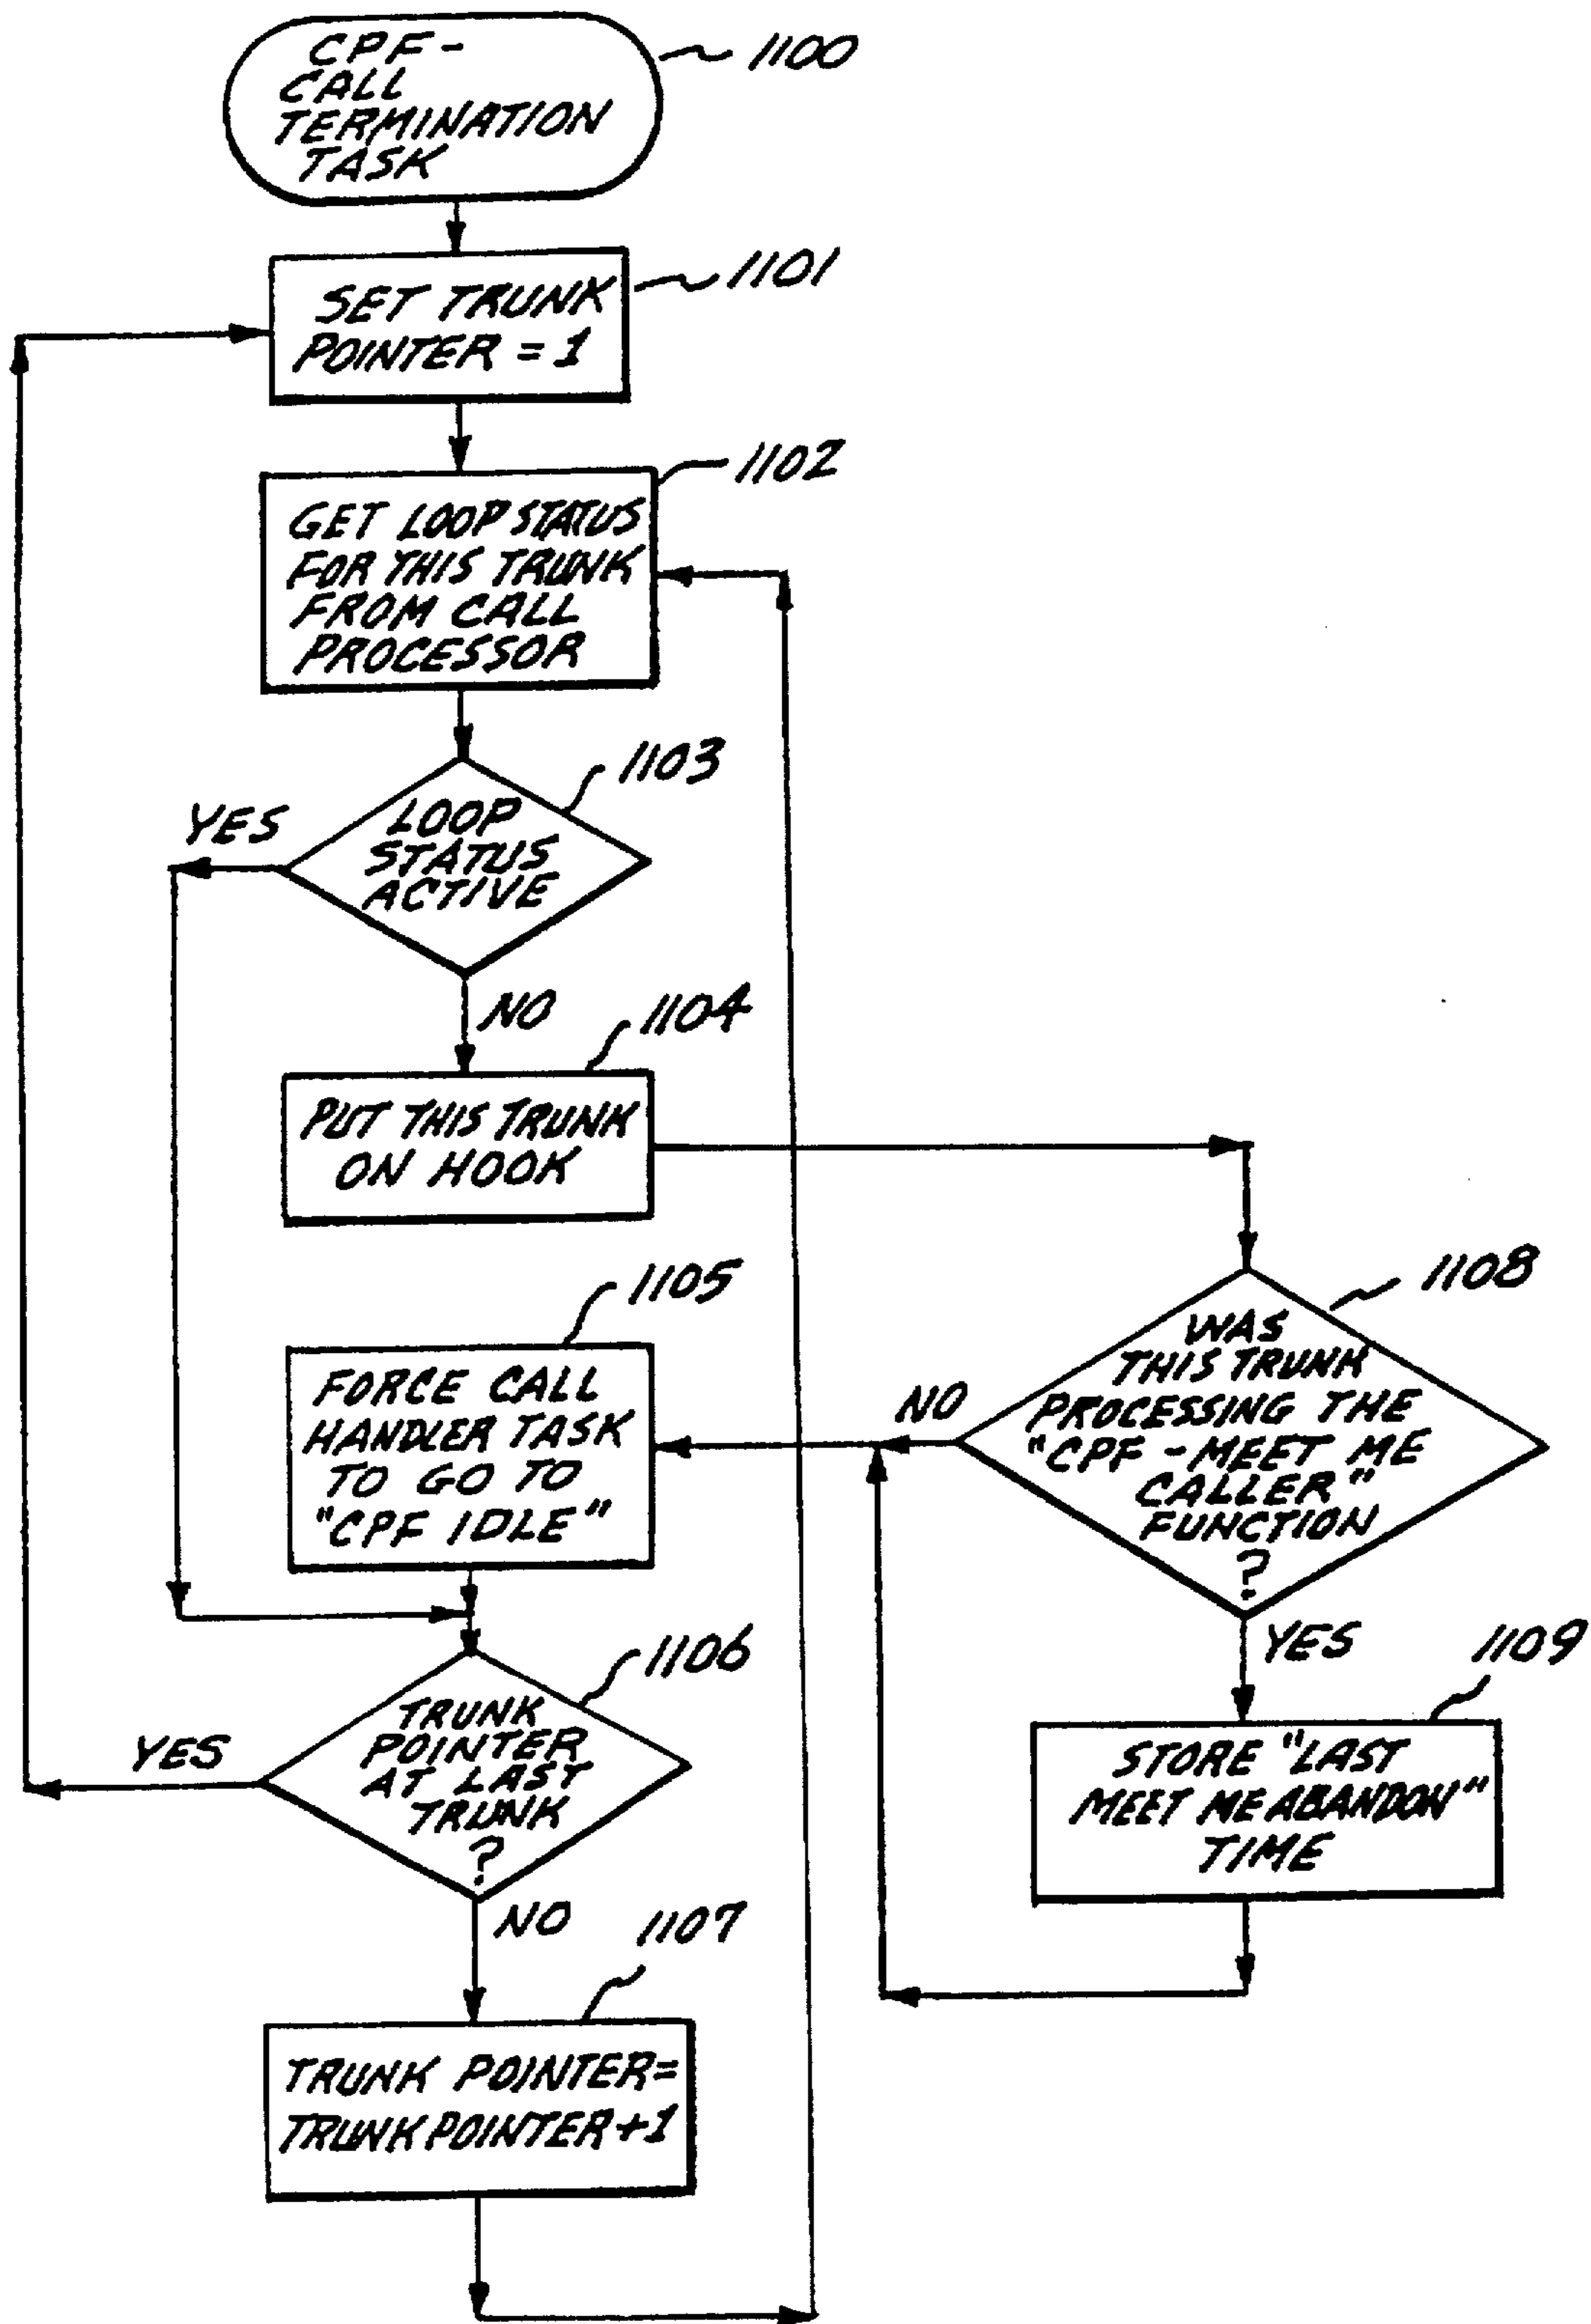 CPF-
CALL
TERMINATION
TASK
1100
SET TRUNK
POINTER = 1
1101
GET LOOP STATUS
FOR THIS TRUNK
FROM CALL
PROCESSOR
1102
LOOP
STATUS
ACTIVE
1103
YES
NO
PUT THIS TRUNK
ON HOOK
1104
WAS
THIS TRUNK
PROCESSING THE
"CPF - MEET ME
CALLER"
FUNCTION
?
1108
NO
YES
STORE "LAST
MEET ME ABANDON"
TIME
1109
FORCE CALL
HANDLER TASK
TO GO TO
"CPF IDLE"
1105
TRUNK
POINTER
AT LAST
TRUNK
?
1106
YES
NO
TRUNK POINTER=
TRUNK POINTER+1
1107